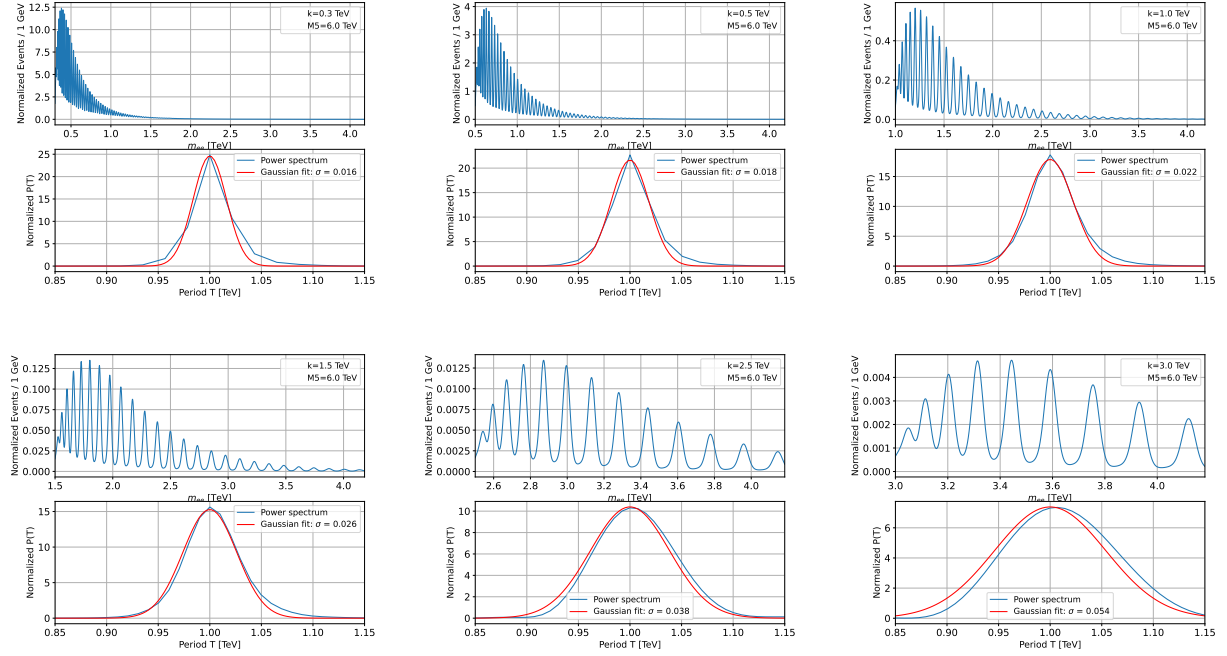 k=0.3 TeV
M5=6.0 TeV
Normalized Events / 1 GeV
12.5
10.0
7.5
5.0
2.5
0.0
0.5 1.0 1.5 2.0 2.5 3.0 3.5 4.0
m_ee [TeV]
Power spectrum
Gaussian fit: σ = 0.016
Normalized P(T)
25
20
15
10
5
0
0.85 0.90 0.95 1.00 1.05 1.10 1.15
Period T [TeV]
k=0.5 TeV
M5=6.0 TeV
Normalized Events / 1 GeV
4
3
2
1
0
0.5 1.0 1.5 2.0 2.5 3.0 3.5 4.0
m_ee [TeV]
Power spectrum
Gaussian fit: σ = 0.018
Normalized P(T)
20
15
10
5
0
0.85 0.90 0.95 1.00 1.05 1.10 1.15
Period T [TeV]
k=1.0 TeV
M5=6.0 TeV
Normalized Events / 1 GeV
0.4
0.2
0.0
1.0 1.5 2.0 2.5 3.0 3.5 4.0
m_ee [TeV]
Power spectrum
Gaussian fit: σ = 0.022
Normalized P(T)
15
10
5
0
0.85 0.90 0.95 1.00 1.05 1.10 1.15
Period T [TeV]
k=1.5 TeV
M5=6.0 TeV
Normalized Events / 1 GeV
0.125
0.100
0.075
0.050
0.025
0.000
1.5 2.0 2.5 3.0 3.5 4.0
m_ee [TeV]
Power spectrum
Gaussian fit: σ = 0.026
Normalized P(T)
15
10
5
0
0.85 0.90 0.95 1.00 1.05 1.10 1.15
Period T [TeV]
k=2.5 TeV
M5=6.0 TeV
Normalized Events / 1 GeV
0.0125
0.0100
0.0075
0.0050
0.0025
0.0000
2.6 2.8 3.0 3.2 3.4 3.6 3.8 4.0
m_ee [TeV]
Power spectrum
Gaussian fit: σ = 0.038
Normalized P(T)
10
8
6
4
2
0
0.85 0.90 0.95 1.00 1.05 1.10 1.15
Period T [TeV]
k=3.0 TeV
M5=6.0 TeV
Normalized Events / 1 GeV
0.004
0.003
0.002
0.001
0.000
3.0 3.2 3.4 3.6 3.8 4.0
m_ee [TeV]
Power spectrum
Gaussian fit: σ = 0.054
Normalized P(T)
6
4
2
0
0.85 0.90 0.95 1.00 1.05 1.10 1.15
Period T [TeV]